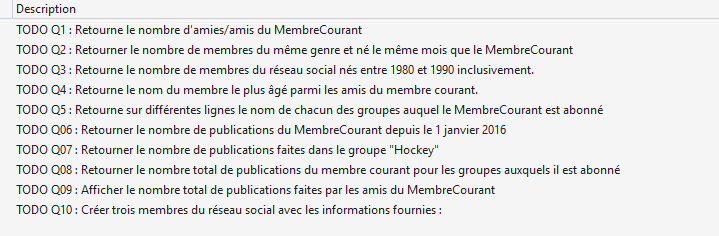 Description
TODO Q1 : Retourne le nombre d'amies/amis du MembreCourant
TODO Q2 : Retourner le nombre de membres du même genre et né le même mois que le MembreCourant
TODO Q3 : Retourne le nombre de membres du réseau social nés entre 1980 et 1990 inclusivement.
TODO Q4 : Retourne le nom du membre le plus âgé parmi les amis du membre courant.
TODO Q5 : Retourne sur différentes lignes le nom de chacun des groupes auquel le MembreCourant est abonné
TODO Q06 : Retourner le nombre de publications du MembreCourant depuis le 1 janvier 2016
TODO Q07 : Retourner le nombre de publications faites dans le groupe "Hockey"
TODO Q08 : Retourner le nombre total de publications du membre courant pour les groupes auxquels il est abonné
TODO Q09 : Afficher le nombre total de publications faites par les amis du MembreCourant
TODO Q10 : Créer trois membres du réseau social avec les informations fournies :